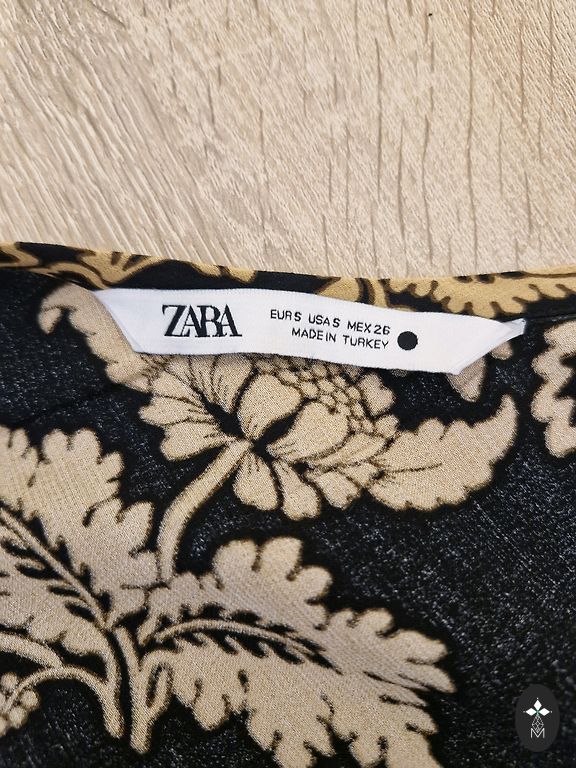 ZARA
EUR S USA S MEX 26
MADE IN TURKEY
M